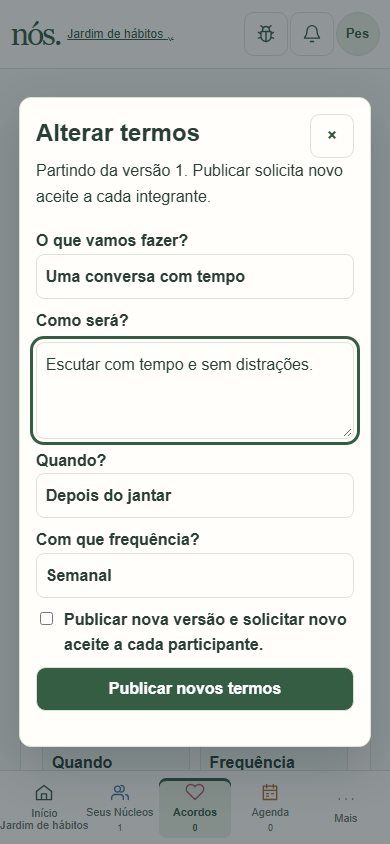 nós. Jardim de hábitos
Pes
Alterar termos
×
Partindo da versão 1. Publicar solicita novo
aceite a cada integrante.
O que vamos fazer?
Uma conversa com tempo
Como será?
Escutar com tempo e sem distrações.
Quando?
Depois do jantar
Com que frequência?
Semanal
Publicar nova versão e solicitar novo
aceite a cada participante.
Publicar novos termos
Quando
Frequência
Início
Jardim de hábitos
Seus Núcleos
1
Acordos
0
Agenda
0
Mais